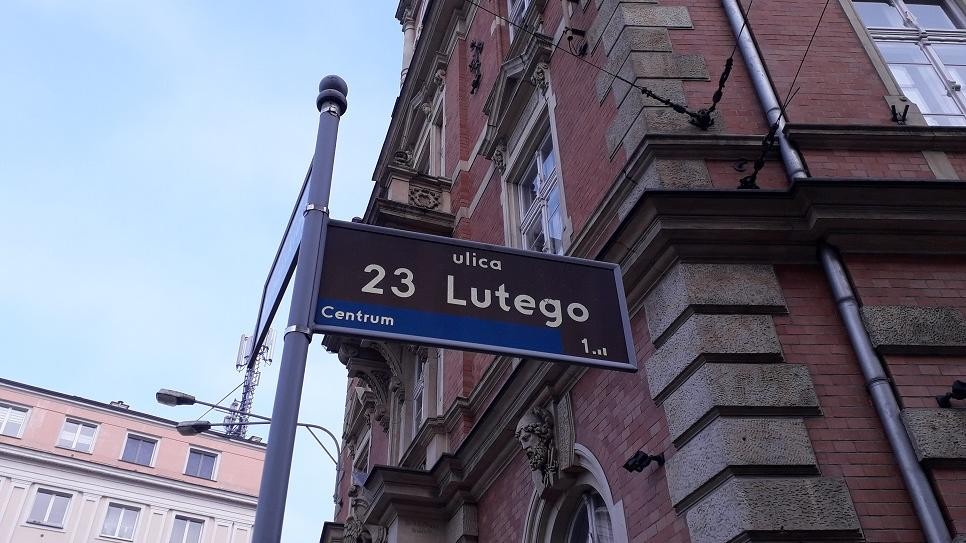 ulica
23 Lutego
Centrum
1...